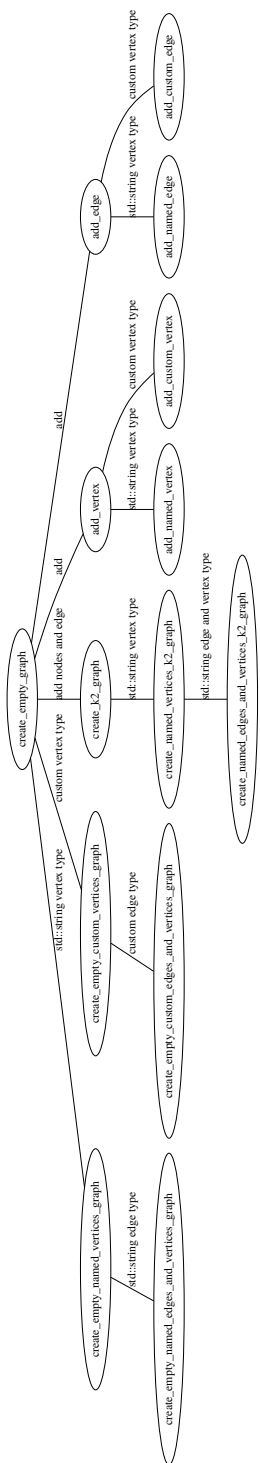 create_empty_graph
std::string vertex type
custom vertex type
add nodes and edge
add
add
create_empty_named_vertices_graph
create_empty_custom_vertices_graph
create_k2_graph
add_vertex
add_edge
std::string edge type
custom edge type
std::string vertex type
std::string vertex type
custom vertex type
std::string vertex type
custom vertex type
create_empty_named_edges_and_vertices_graph
create_empty_custom_edges_and_vertices_graph
create_named_vertices_k2_graph
add_named_vertex
add_custom_vertex
add_named_edge
add_custom_edge
std::string edge and vertex type
create_named_edges_and_vertices_k2_graph